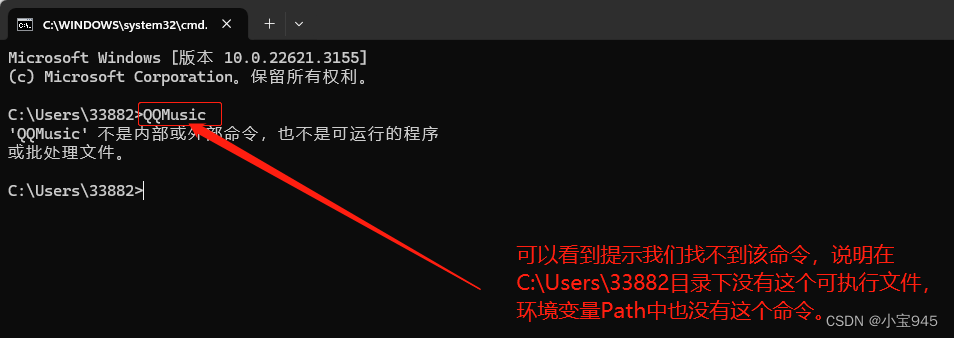 C:\WINDOWS\system32\cmd.
Microsoft Windows [版本 10.0.22621.3155]
(c) Microsoft Corporation。保留所有权利。
C:\Users\33882>QQMusic
'QQMusic' 不是内部或外部命令，也不是可运行的程序
或批处理文件。
C:\Users\33882>
可以看到提示我们找不到该命令，说明在
C:\Users\33882目录下没有这个可执行文件，
环境变量Path中也没有这个命令。
CSDN @小宝945